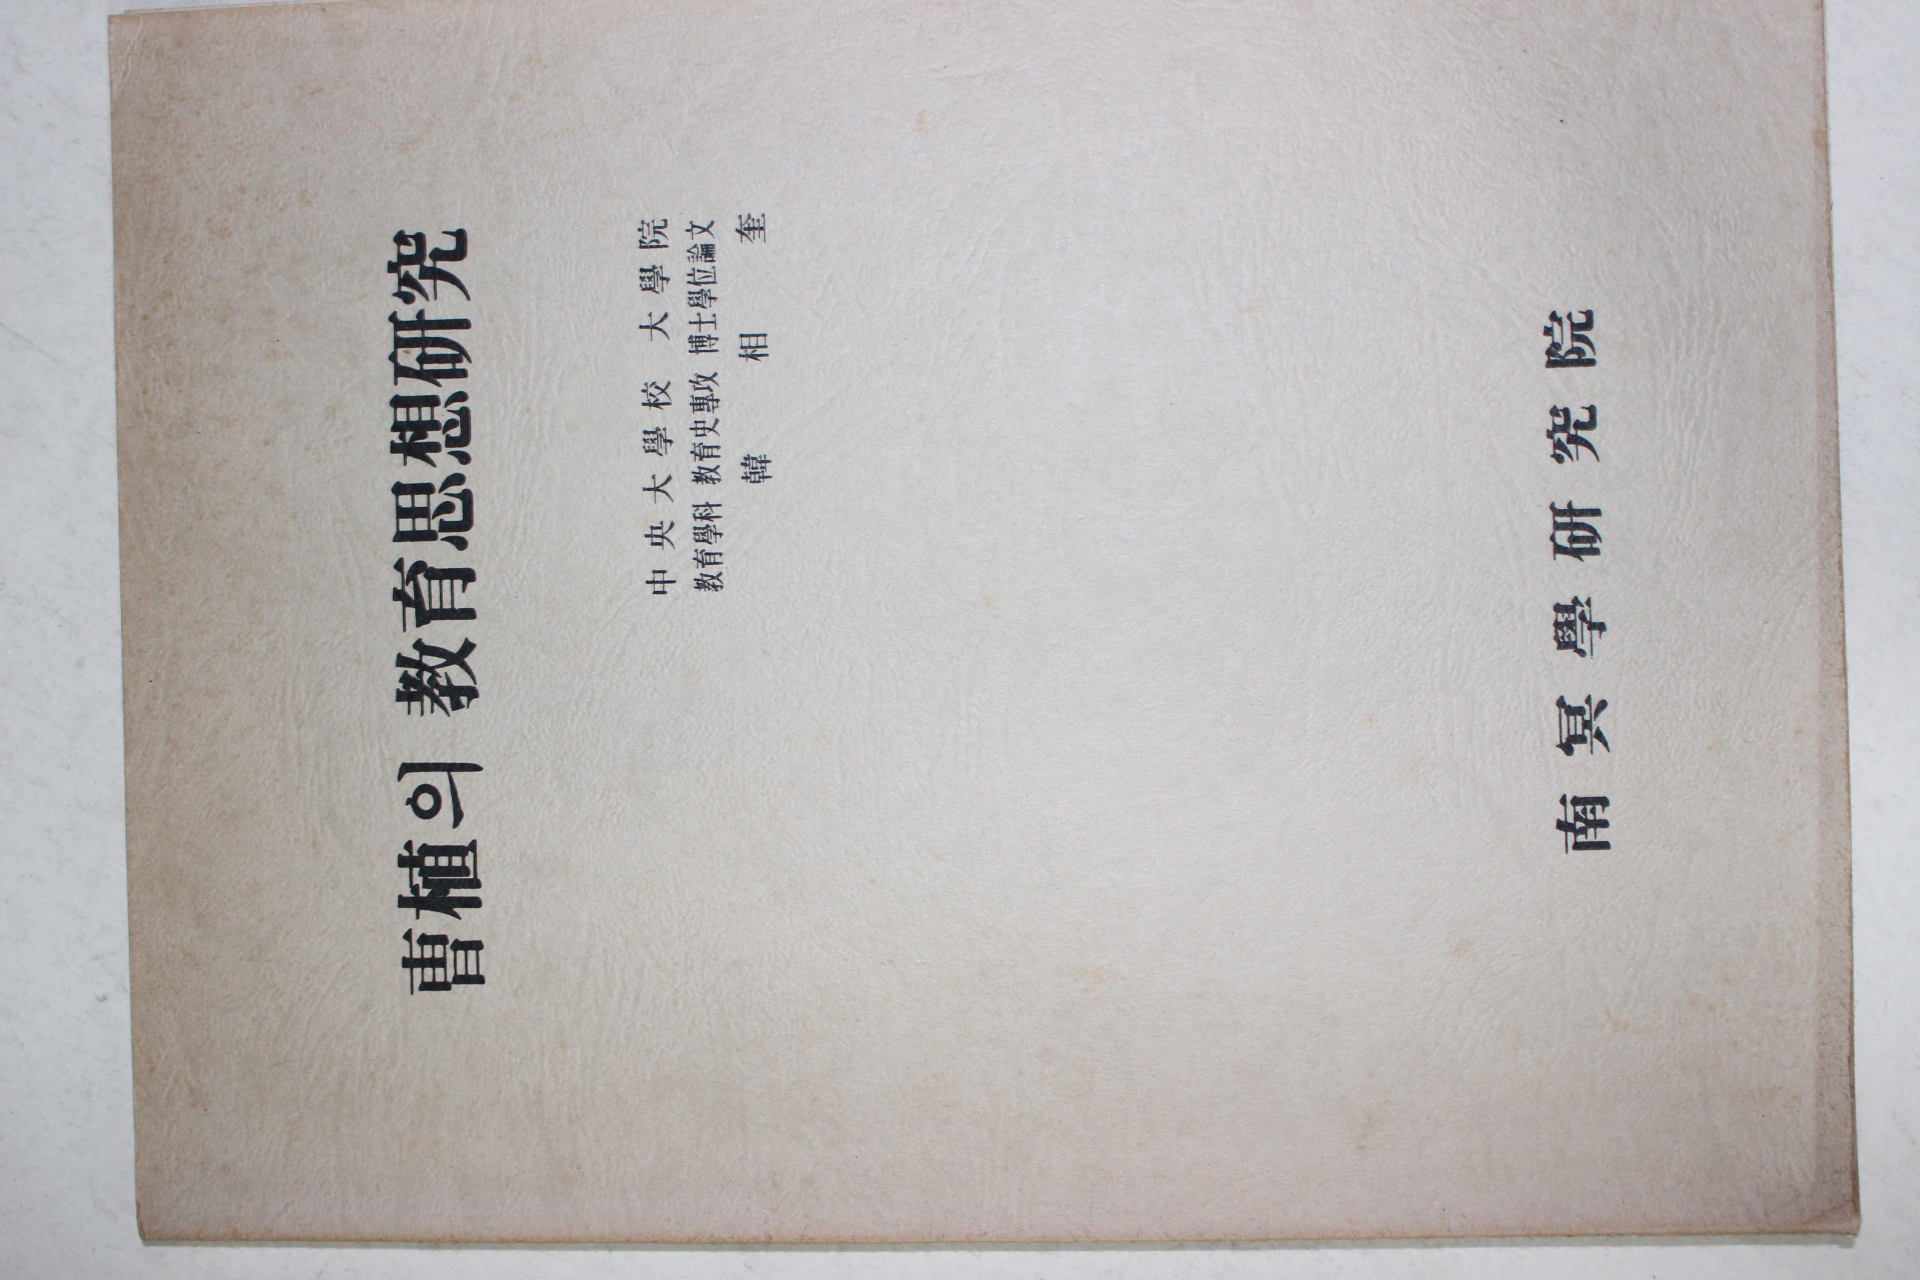 曺植의 敎育思想硏究
中央大學校 大學院
敎育學科 敎育史專攻 博士學位論文
韓相奎
南冥學硏究院